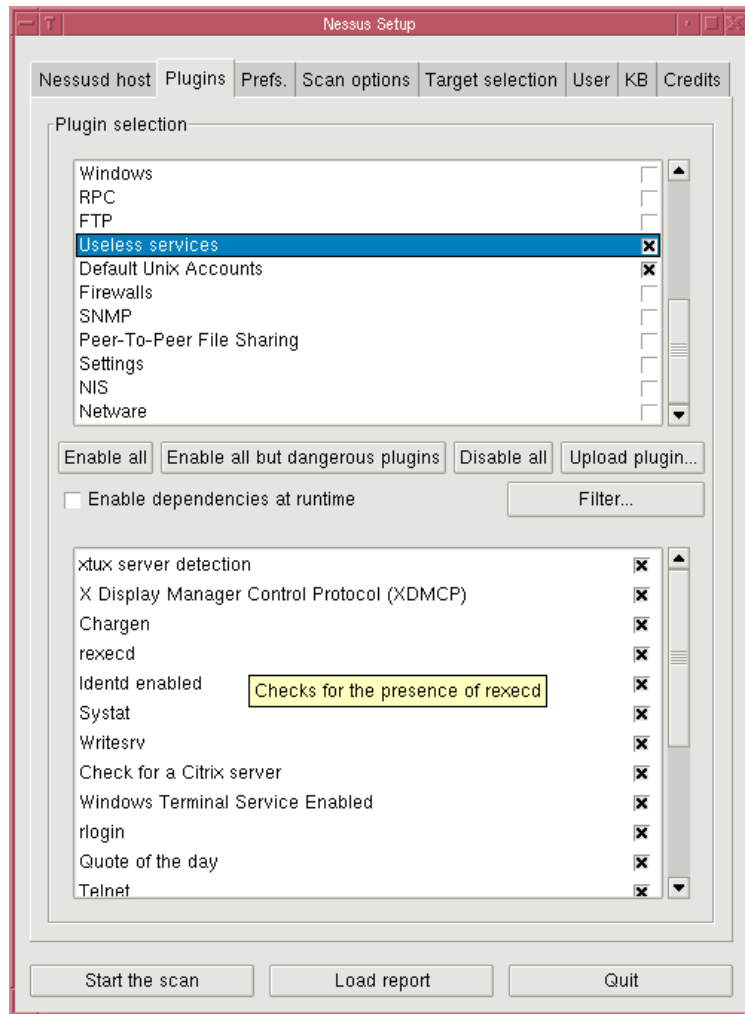 Nessus Setup
Nessusd host Plugins Prefs. Scan options Target selection User KB Credits
Plugin selection
Windows
RPC
FTP
Useless services
Default Unix Accounts
Firewalls
SNMP
Peer-To-Peer File Sharing
Settings
NIS
Netware
Enable all Enable all but dangerous plugins Disable all Upload plugin...
Enable dependencies at runtime Filter...
xtux server detection
X Display Manager Control Protocol (XDMCP)
Chargen
rexecd
Identd enabled
Checks for the presence of rexecd
Systat
Writesrv
Check for a Citrix server
Windows Terminal Service Enabled
rlogin
Quote of the day
Telnet
Start the scan Load report Quit